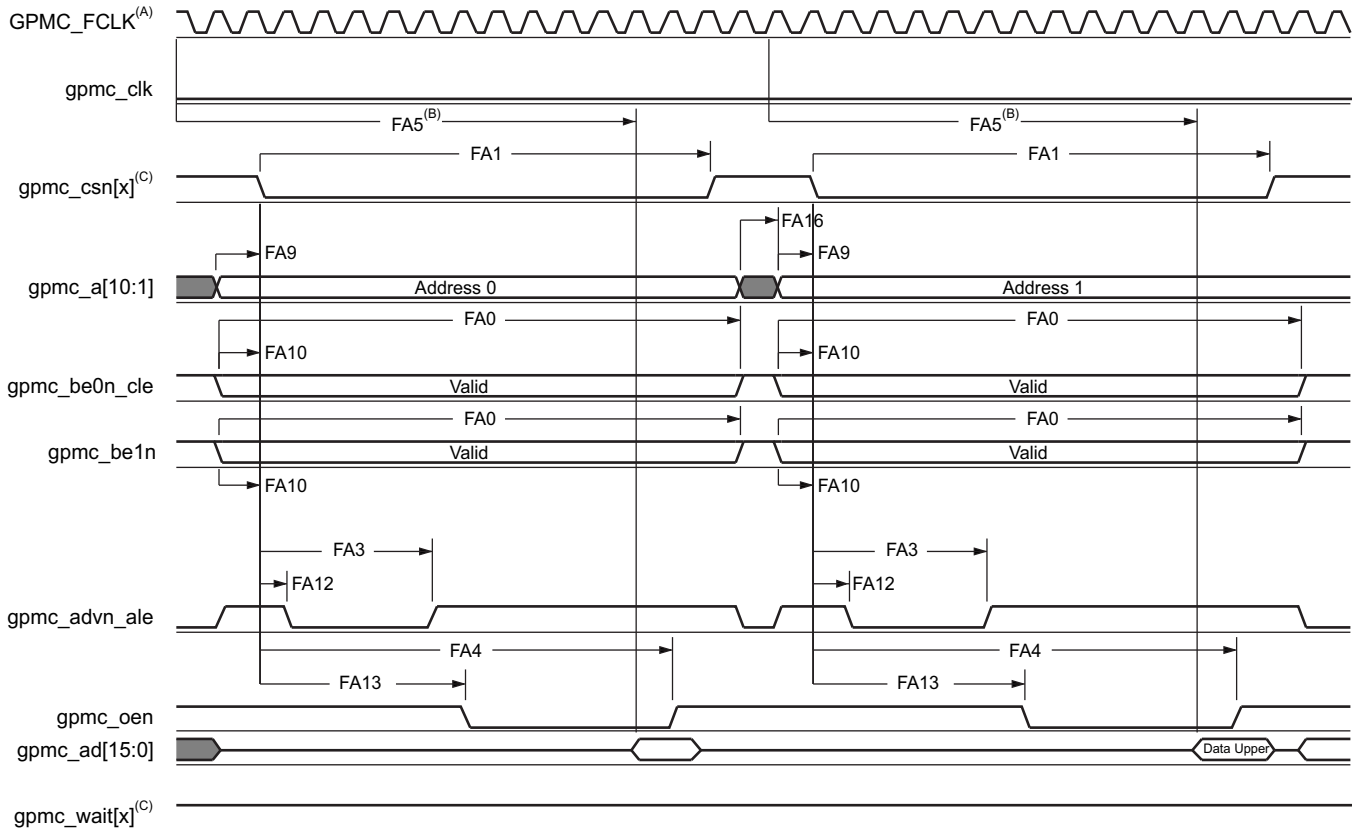 GPMC_FCLK(A)
gpmc_clk
FA5(B) FA5(B)
FA1 FA1
gpmc_csn[x](C)
FA16
FA9 FA9
gpmc_a[10:1] Address 0 Address 1
FA0 FA0
FA10 FA10
gpmc_be0n_cle Valid Valid
FA0 FA0
gpmc_be1n Valid Valid
FA10 FA10
FA3 FA3
FA12 FA12
gpmc_advn_ale
FA4 FA4
FA13 FA13
gpmc_oen
gpmc_ad[15:0] Data Upper
gpmc_wait[x](C)